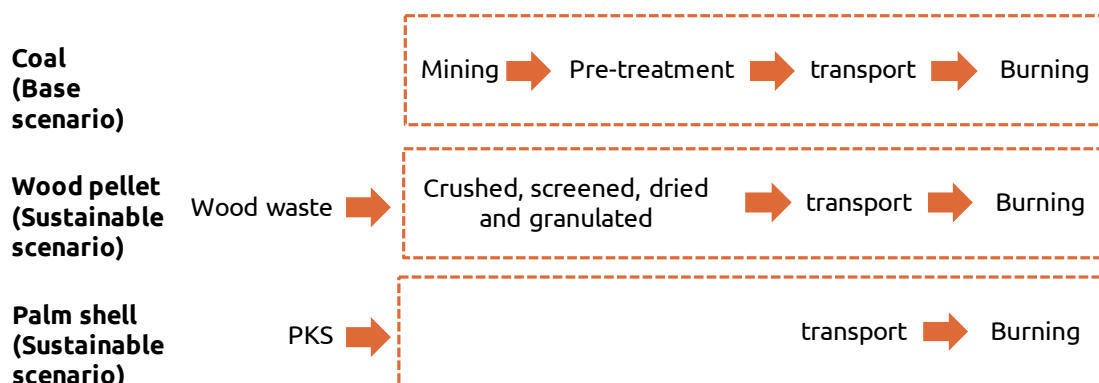 Coal
(Base
scenario)
Mining Pre-treatment transport Burning
Wood pellet
(Sustainable
scenario)
Wood waste
Crushed, screened, dried
and granulated
transport Burning
Palm shell
(Sustainable
scenario)
PKS transport Burning